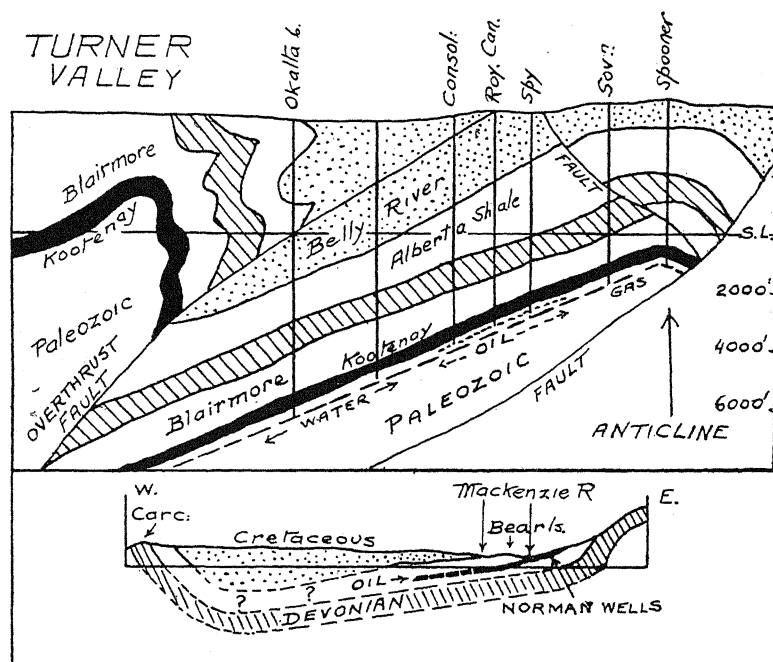 TURNER
VALLEY
Okalta 6.
Consol:
Roy. Can.
Spy
Sov:?
Spooner
Blairmore
Kootenay
Paleozoic
OVERTHRUST
FAULT
Belly River
Alberta Shale
FAULT
S.L.
GAS
2000'
Kootenay
OIL
4000'
Blairmore
WATER
PALEOZOIC
FAULT
6000'
ANTICLINE
W.
Mackenzie R
E.
Carc:
Cretaceous
Bear Is.
OIL
? ?
DEVONIAN
NORMAN WELLS